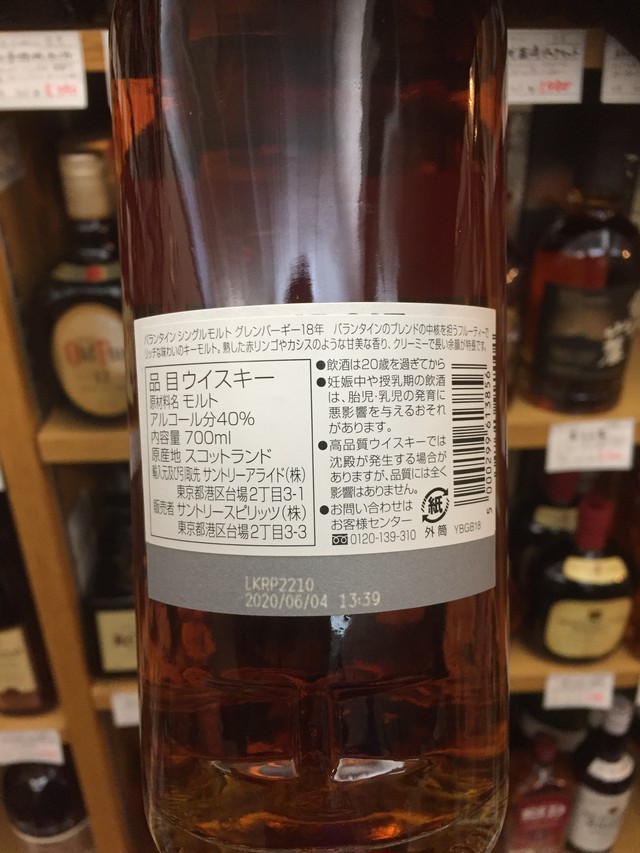 バランタイン シングルモルト グレンバーギー18年 バランタインのブレンドの中核を担うフルーティーで
リッチな味わいのキーモルト。熟した赤リンゴやカシスのような甘美な香り、クリーミーで長い余韻が特長です。
品目 ウイスキー
原材料名 モルト
アルコール分40%
内容量 700ml
原産地 スコットランド
輸入元及び引取先 サントリーアライド(株)
東京都港区台場2丁目3-1
販売者 サントリースピリッツ(株)
東京都港区台場2丁目3-3
●飲酒は20歳を過ぎてから
●妊娠中や授乳期の飲酒
は、胎児・乳児の発育に
悪影響を与えるおそれ
があります。
●高品質ウイスキーでは
沈殿が発生する場合が
ありますが、品質には全く
影響はありません。
●お問い合わせは
お客様センター
0120-139-310
紙
外 筒
YBGB18
5 000299 613856
LKRP2210
2020/06/04 13:39